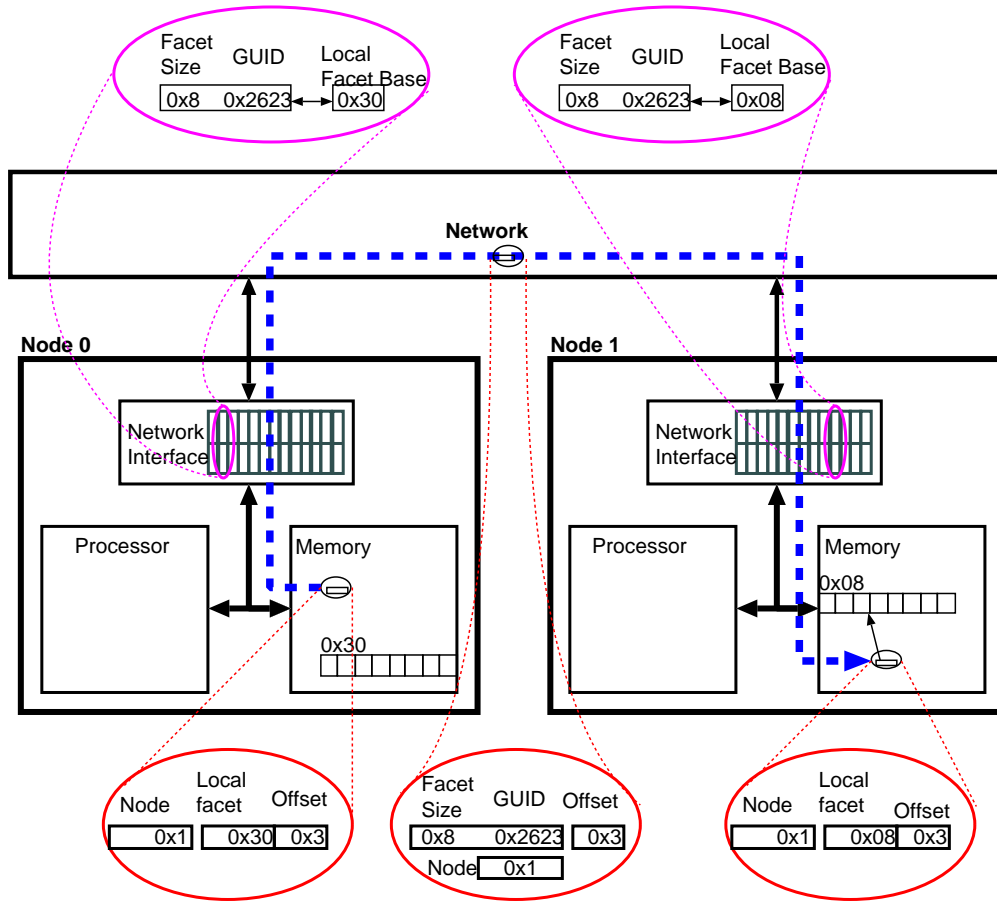 Facet Size GUID Local Facet Base
0x8 0x2623 0x30
Facet Size GUID Local Facet Base
0x8 0x2623 0x08
Network
Node 0
Node 1
Network Interface
Network Interface
Processor
Memory
0x30
Processor
Memory
0x08
Node Local facet Offset
0x1 0x30 0x3
Facet Size GUID Offset
0x8 0x2623 0x3
Node 0x1
Node Local facet Offset
0x1 0x08 0x3